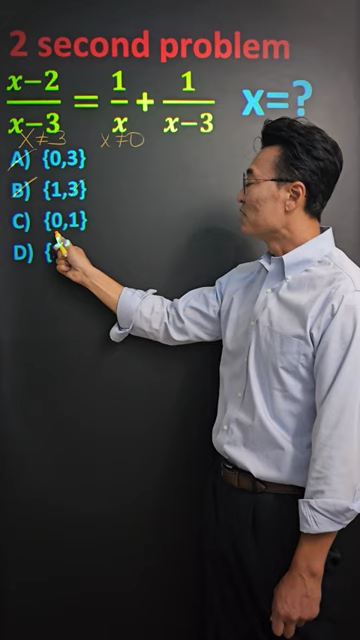 2 second problem
x-2/x-3 = 1/x + 1/x-3 x=?
x≠3 x≠0
A) {0,3}
B) {1,3}
C) {0,1}
D) {